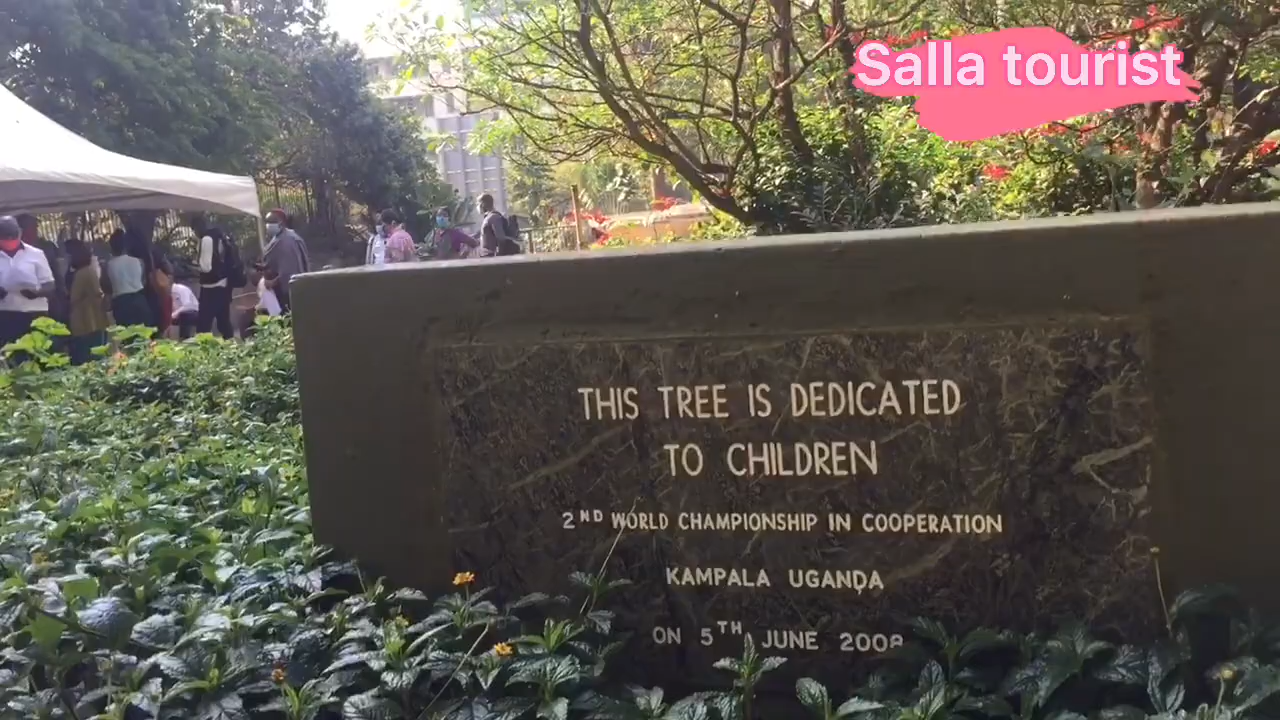 Salla tourist
THIS TREE IS DEDICATED
TO CHILDREN
2ND WORLD CHAMPIONSHIP IN COOPERATION
KAMPALA UGANDA
ON 5TH JUNE 2008